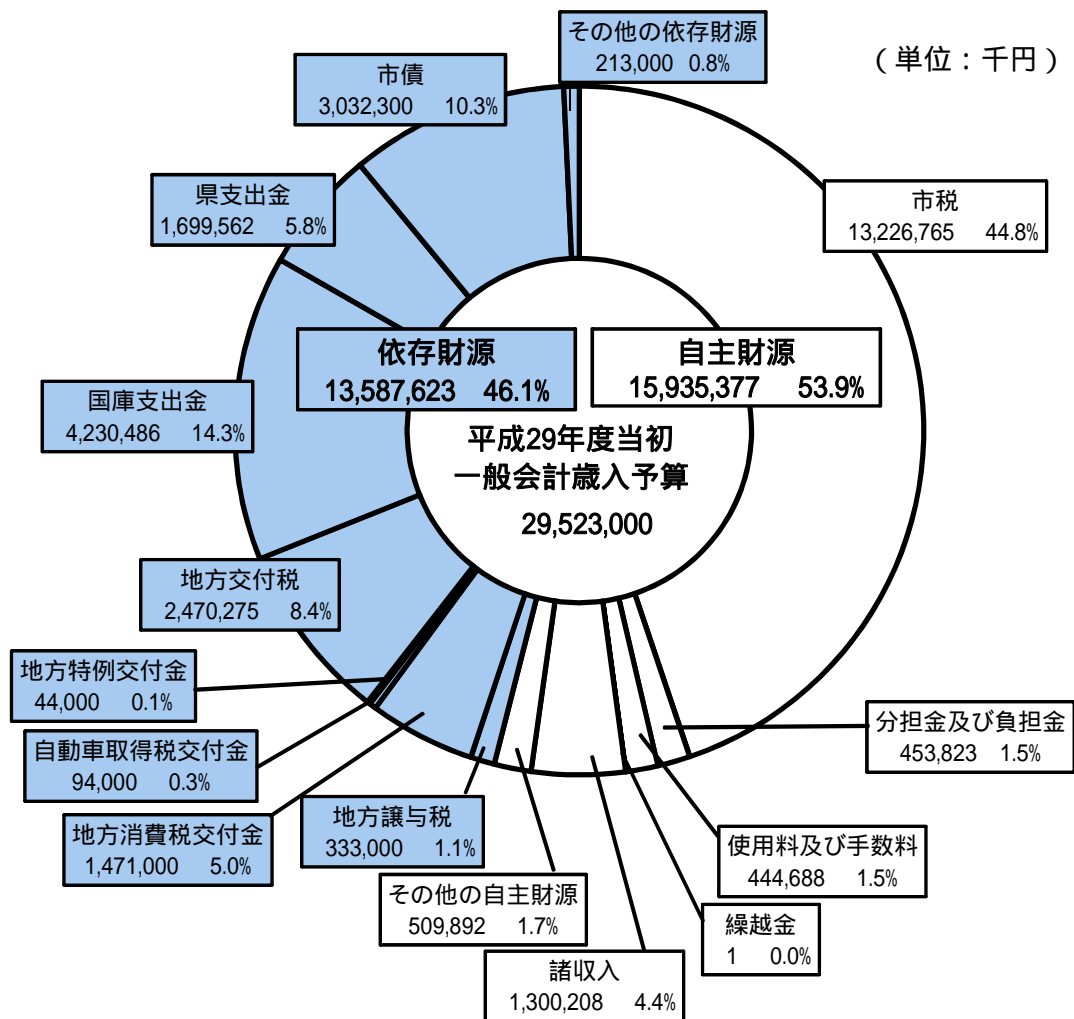 (単位:千円)
その他の依存財源
213,000 0.8%
市債
3,032,300 10.3%
県支出金
1,699,562 5.8%
市税
13,226,765 44.8%
依存財源
13,587,623 46.1%
自主財源
15,935,377 53.9%
国庫支出金
4,230,486 14.3%
平成29年度当初
一般会計歳入予算
29,523,000
地方交付税
2,470,275 8.4%
地方特例交付金
44,000 0.1%
自動車取得税交付金
94,000 0.3%
地方消費税交付金
1,471,000 5.0%
地方譲与税
333,000 1.1%
その他の自主財源
509,892 1.7%
諸収入
1,300,208 4.4%
繰越金
1 0.0%
使用料及び手数料
444,688 1.5%
分担金及び負担金
453,823 1.5%